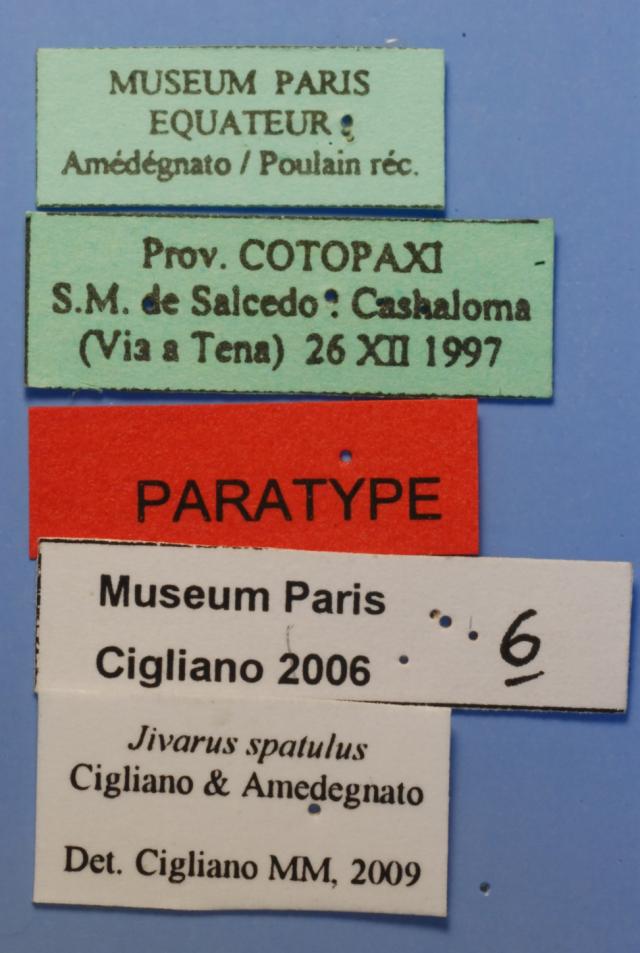 MUSEUM PARIS
EQUATEUR :
Amédégnato / Poulain réc.
Prov. COTOPAXI
S.M. de Salcedo : Cashaloma
(Via a Tena) 26 XII 1997
PARATYPE
Museum Paris
Cigliano 2006
6
Jivarus spatulus
Cigliano & Amedegnato
Det. Cigliano MM, 2009